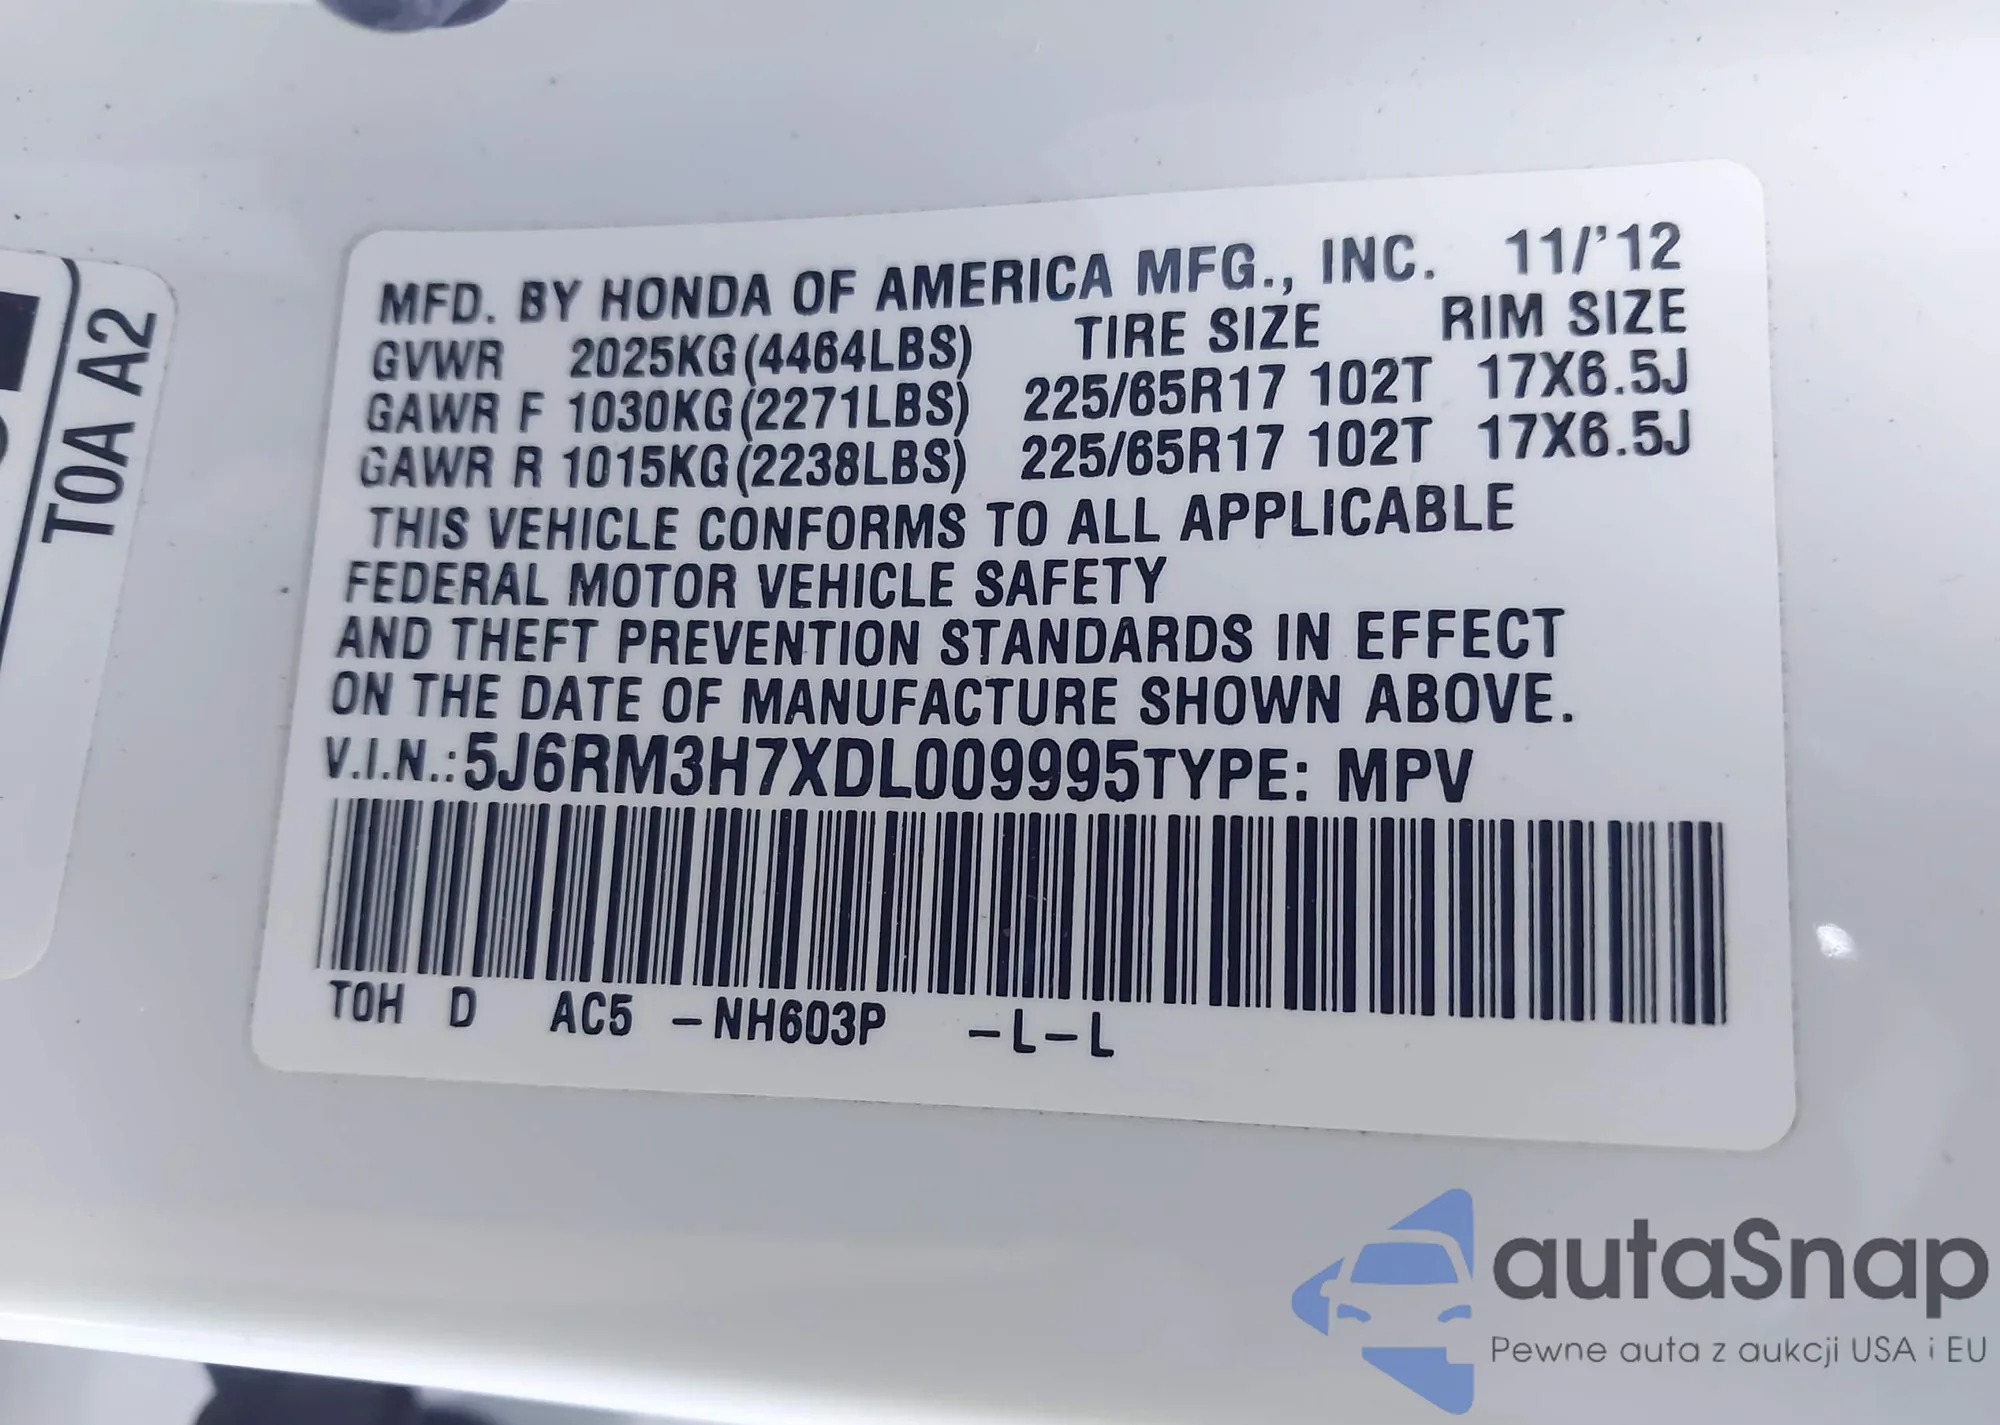 MFD. BY HONDA OF AMERICA MFG., INC. 11/'12
GVWR 2025KG(4464LBS) TIRE SIZE RIM SIZE
GAWR F 1030KG(2271LBS) 225/65R17 102T 17X6.5J
GAWR R 1015KG(2238LBS) 225/65R17 102T 17X6.5J
THIS VEHICLE CONFORMS TO ALL APPLICABLE
FEDERAL MOTOR VEHICLE SAFETY
AND THEFT PREVENTION STANDARDS IN EFFECT
ON THE DATE OF MANUFACTURE SHOWN ABOVE.
V.I.N.:5J6RM3H7XDL009995TYPE: MPV
T0H D AC5 -NH603P -L-L
T0A A2
autaSnap
Pewne auta z aukcji USA i EU